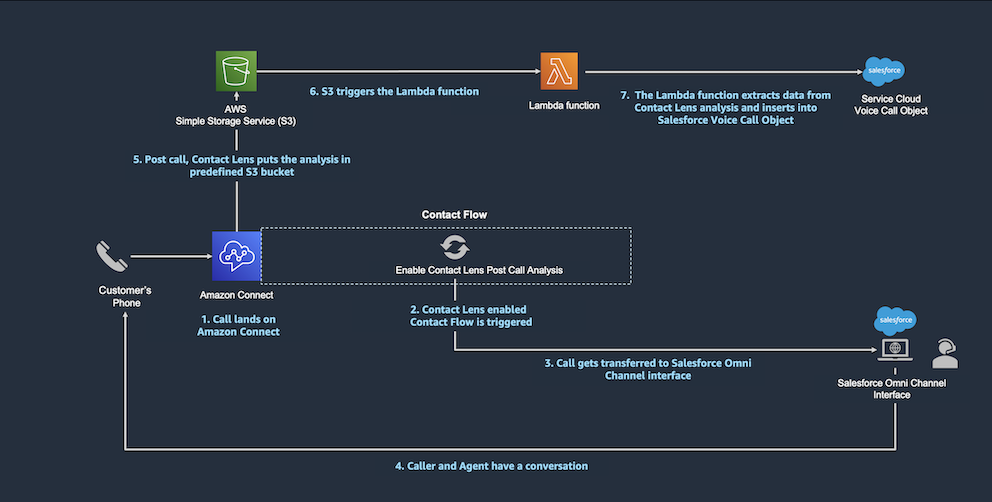 salesforce
6. S3 triggers the Lambda function
AWS
Simple Storage Service (S3)
Lambda function
7. The Lambda function extracts data from
Contact Lens analysis and inserts into
Salesforce Voice Call Object
Service Cloud
Voice Call Object
5. Post call, Contact Lens puts the analysis in
predefined S3 bucket
Contact Flow
Enable Contact Lens Post Call Analysis
Customer's
Phone
Amazon Connect
1. Call lands on
Amazon Connect
2. Contact Lens enabled
Contact Flow is triggered
salesforce
3. Call gets transferred to Salesforce Omni
Channel interface
Salesforce Omni Channel
Interface
4. Caller and Agent have a conversation